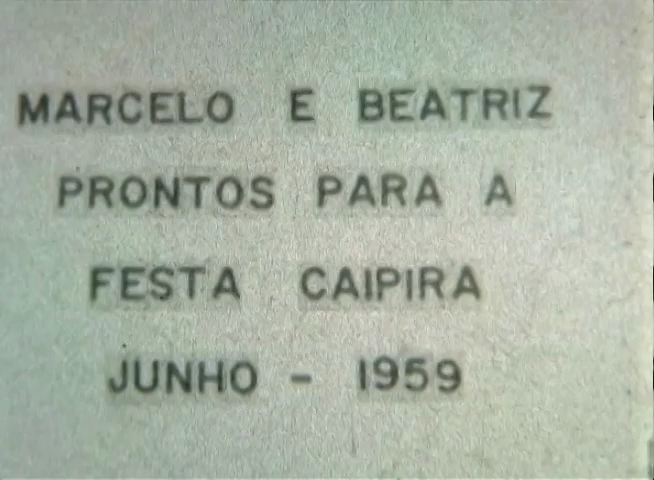 MARCELO E BEATRIZ
PRONTOS PARA A
FESTA CAIPIRA
JUNHO - 1959